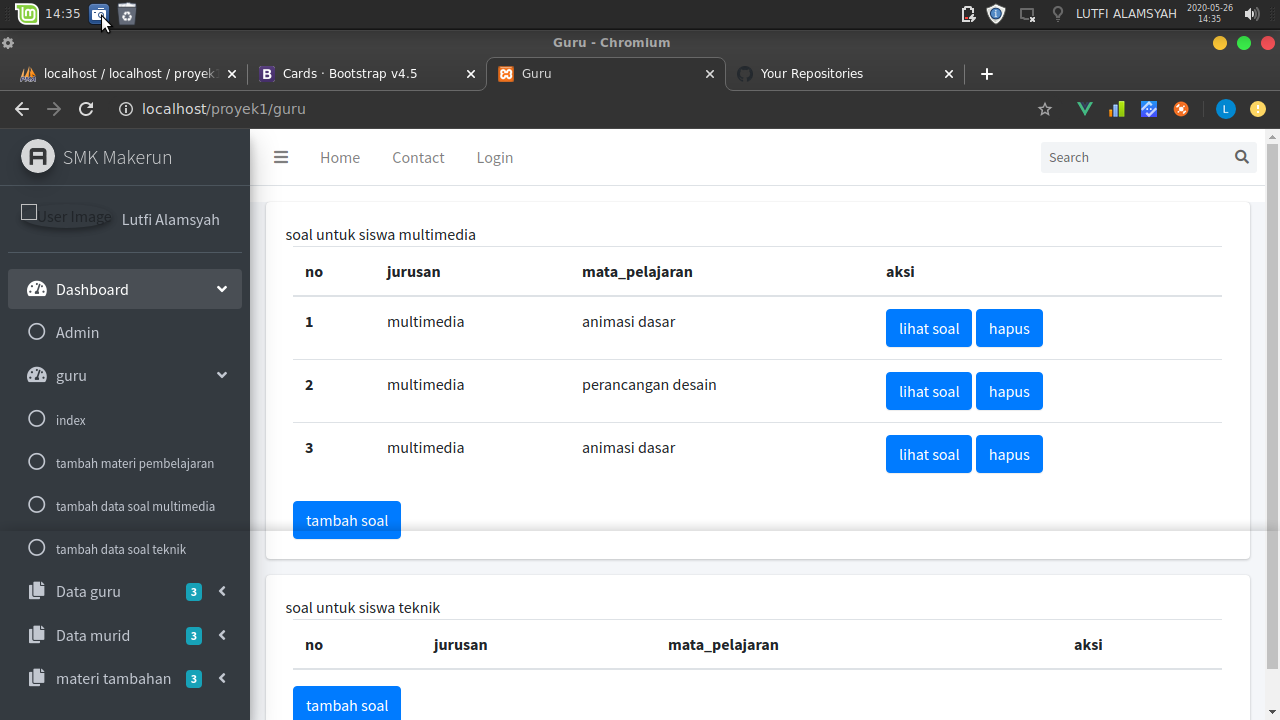 14:35
LUTFI ALAMSYAH
2020-05-26
14:35
Guru - Chromium
localhost / localhost / proyek
Cards · Bootstrap v4.5
Guru
Your Repositories
localhost/proyek1/guru
L
SMK Makerun
Home
Contact
Login
Search
User Image
Lutfi Alamsyah
Dashboard
Admin
guru
index
tambah materi pembelajaran
tambah data soal multimedia
tambah data soal teknik
Data guru 3
Data murid 3
materi tambahan 3
soal untuk siswa multimedia
no jurusan mata_pelajaran aksi
1 multimedia animasi dasar lihat soal hapus
2 multimedia perancangan desain lihat soal hapus
3 multimedia animasi dasar lihat soal hapus
tambah soal
soal untuk siswa teknik
no jurusan mata_pelajaran aksi
tambah soal